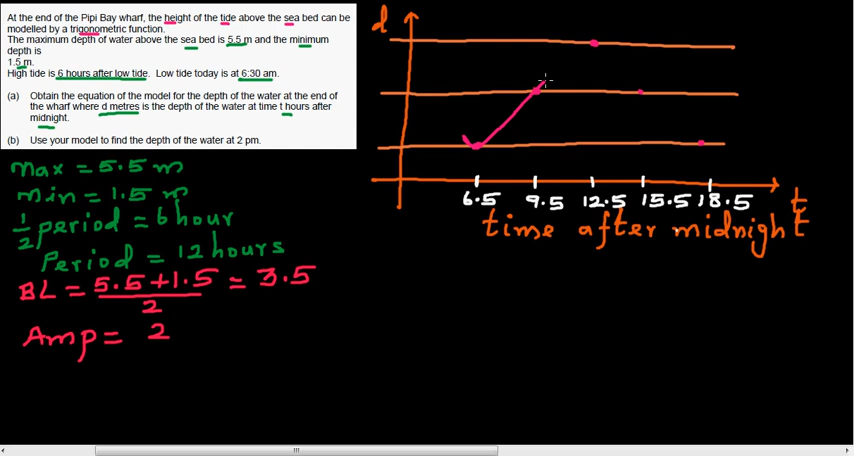 At the end of the Pipi Bay wharf, the height of the tide above the sea bed can be
modelled by a trigonometric function.
The maximum depth of water above the sea bed is 5.5 m and the minimum
depth is
1.5 m.
High tide is 6 hours after low tide. Low tide today is at 6:30 am.
(a) Obtain the equation of the model for the depth of the water at the end of
the wharf where d metres is the depth of the water at time t hours after
midnight.
(b) Use your model to find the depth of the water at 2 pm.
max = 5.5 m
min = 1.5 m
1/2 period = 6 hour
Period = 12 hours
BL = 5.5+1.5/2 = 3.5
Amp = 2
d
6.5 9.5 12.5 15.5 18.5 t
time after midnight